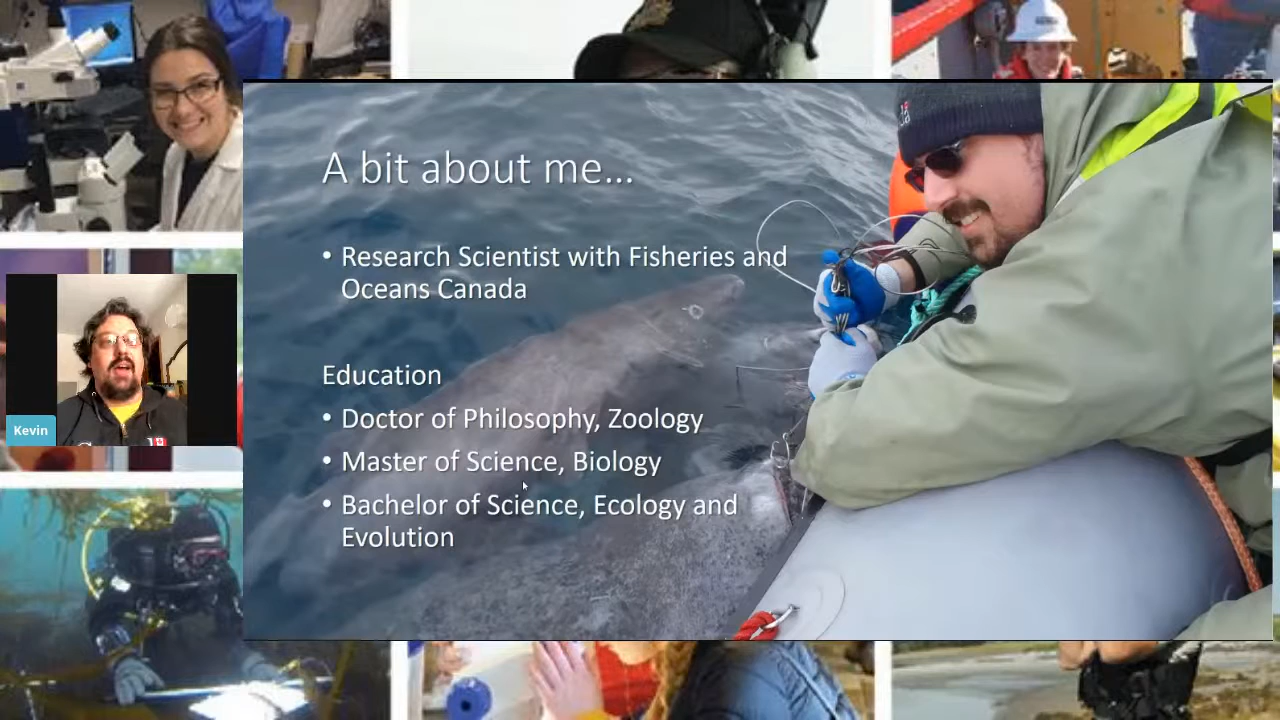 A bit about me...
• Research Scientist with Fisheries and
Oceans Canada
Education
• Doctor of Philosophy, Zoology
• Master of Science, Biology
• Bachelor of Science, Ecology and
Evolution
Kevin